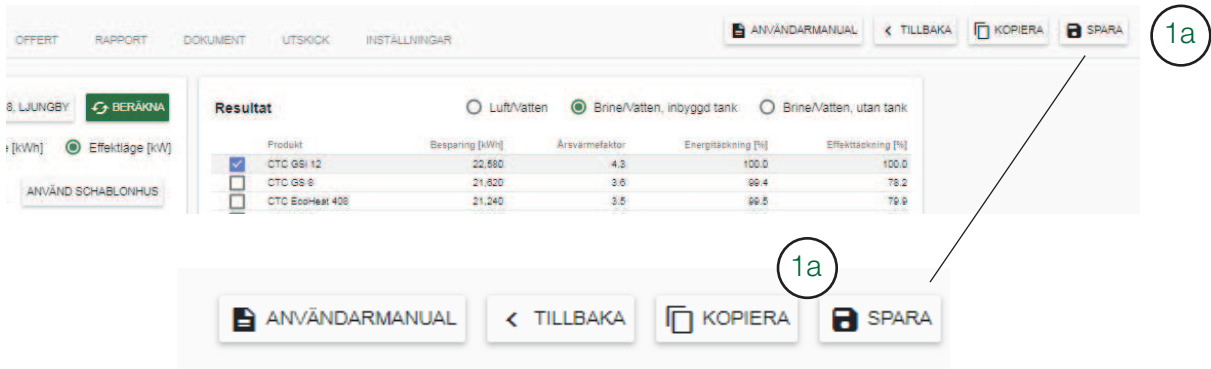 OFFERT RAPPORT DOKUMENT UTSKICK INSTÄLLNINGAR ANVÄNDARMANUAL TILLBAKA KOPIERA SPARA 1a
LJUNGBY BERÄKNA
Resultat Luft/Vatten Brine/Vatten, inbyggd tank Brine/Vatten, utan tank
[kWh] Effektläge [kW]
Produkt Besparing [kWh] Årsvärmefaktor Energitäckning [%] Effekttäckning [%]
CTC GSi 12 22,580 4.3 100.0 100.0
ANVÄND SCHABLONHUS
CTC GS 8 21,620 3.6 99.4 78.2
CTC EcoHeat 408 21,240 3.5 99.5 79.9
1a
ANVÄNDARMANUAL TILLBAKA KOPIERA SPARA